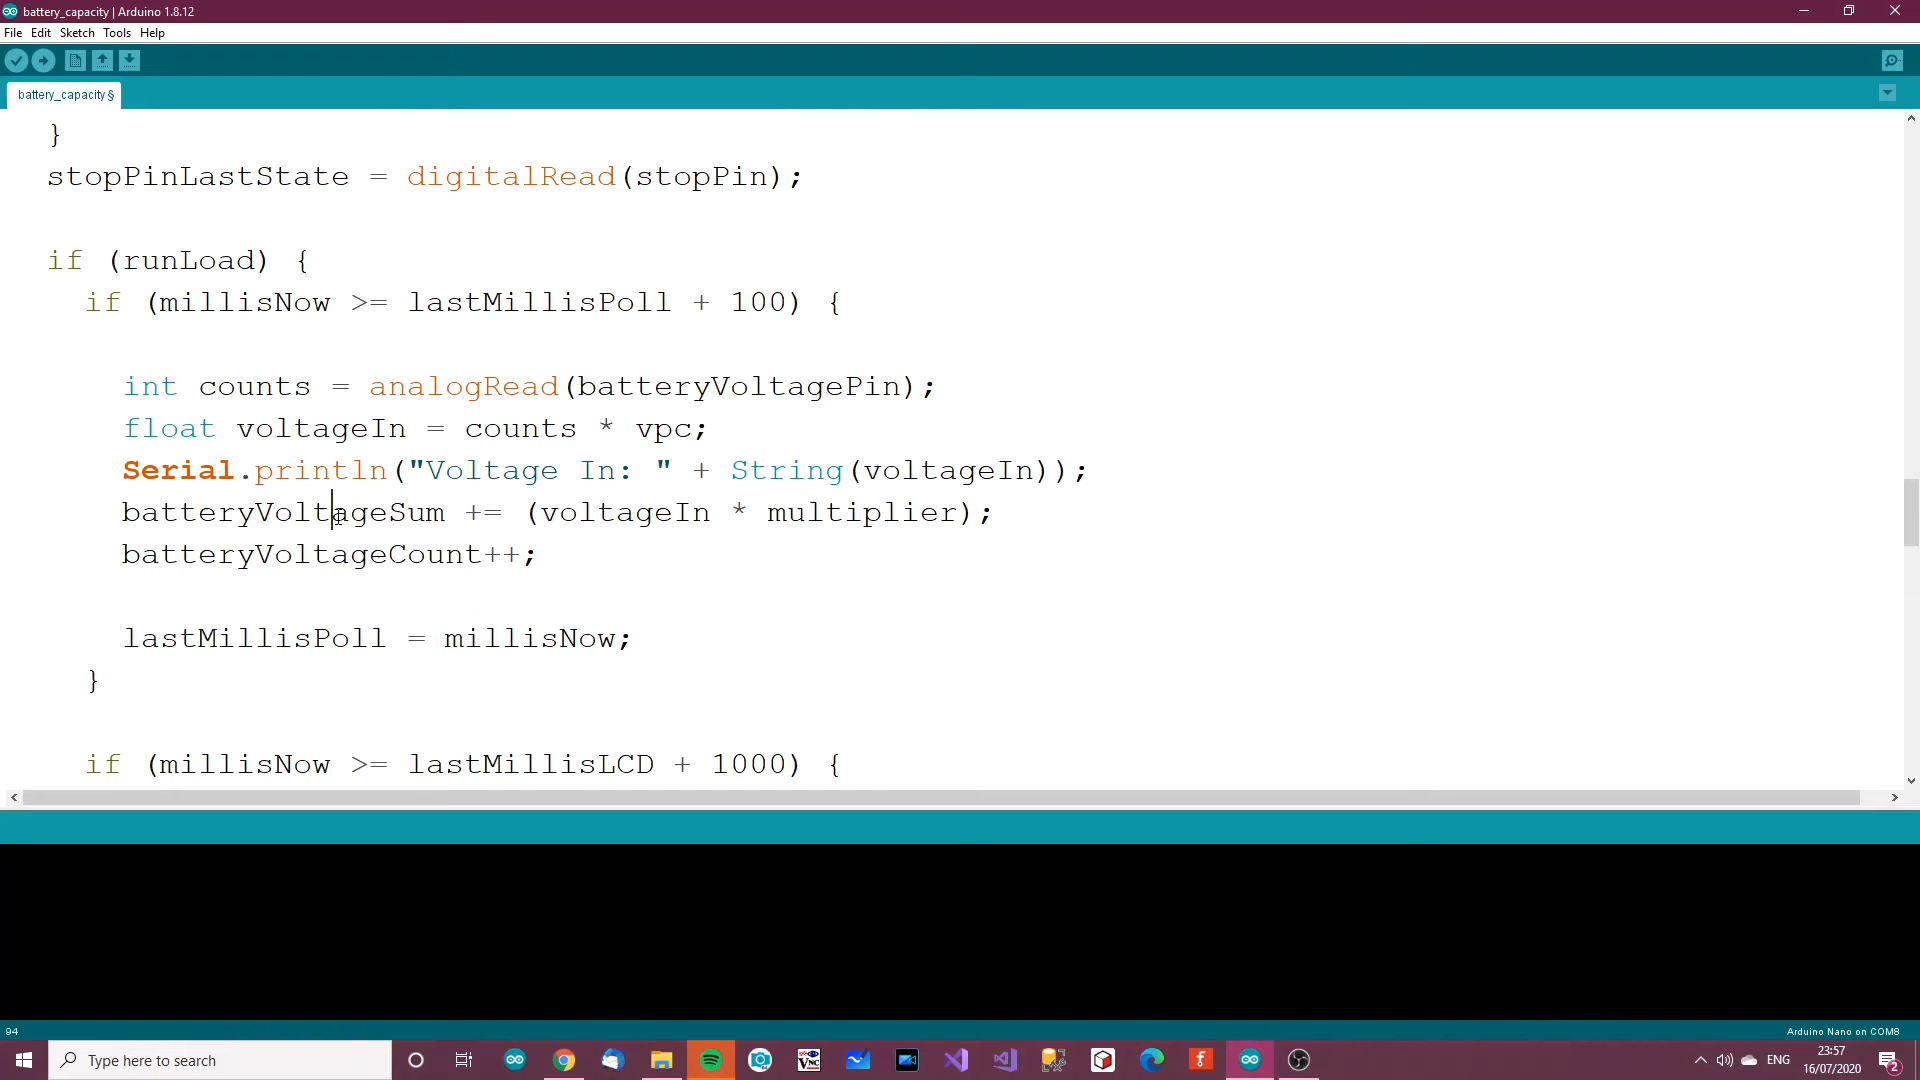 battery_capacity | Arduino 1.8.12
File Edit Sketch Tools Help
battery_capacity §
}
stopPinLastState = digitalRead(stopPin);
if (runLoad) {
if (millisNow >= lastMillisPoll + 100) {
int counts = analogRead(batteryVoltagePin);
float voltageIn = counts * vpc;
Serial.println("Voltage In: " + String(voltageIn));
batteryVoltageSum += (voltageIn * multiplier);
batteryVoltageCount++;
lastMillisPoll = millisNow;
}
if (millisNow >= lastMillisLCD + 1000) {
94
Arduino Nano on COM8
Type here to search
ENG
23:57
16/07/2020
2